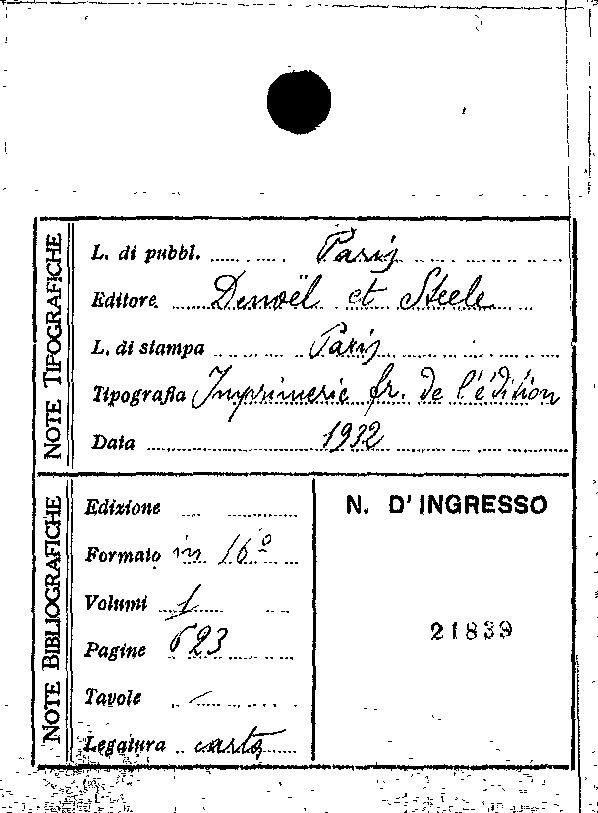 NOTE TIPOGRAFICHE
L. di pubbl. Paris
Editore Denoël et Steele
L. di stampa Paris
Tipografia Imprimerie fr. de l'édition
Data 1932
NOTE BIBLIOGRAFICHE
Edizione
Formato in 16º
Volumi 1
Pagine 623
Tavole -
Legatura carta
N. D'INGRESSO
21839